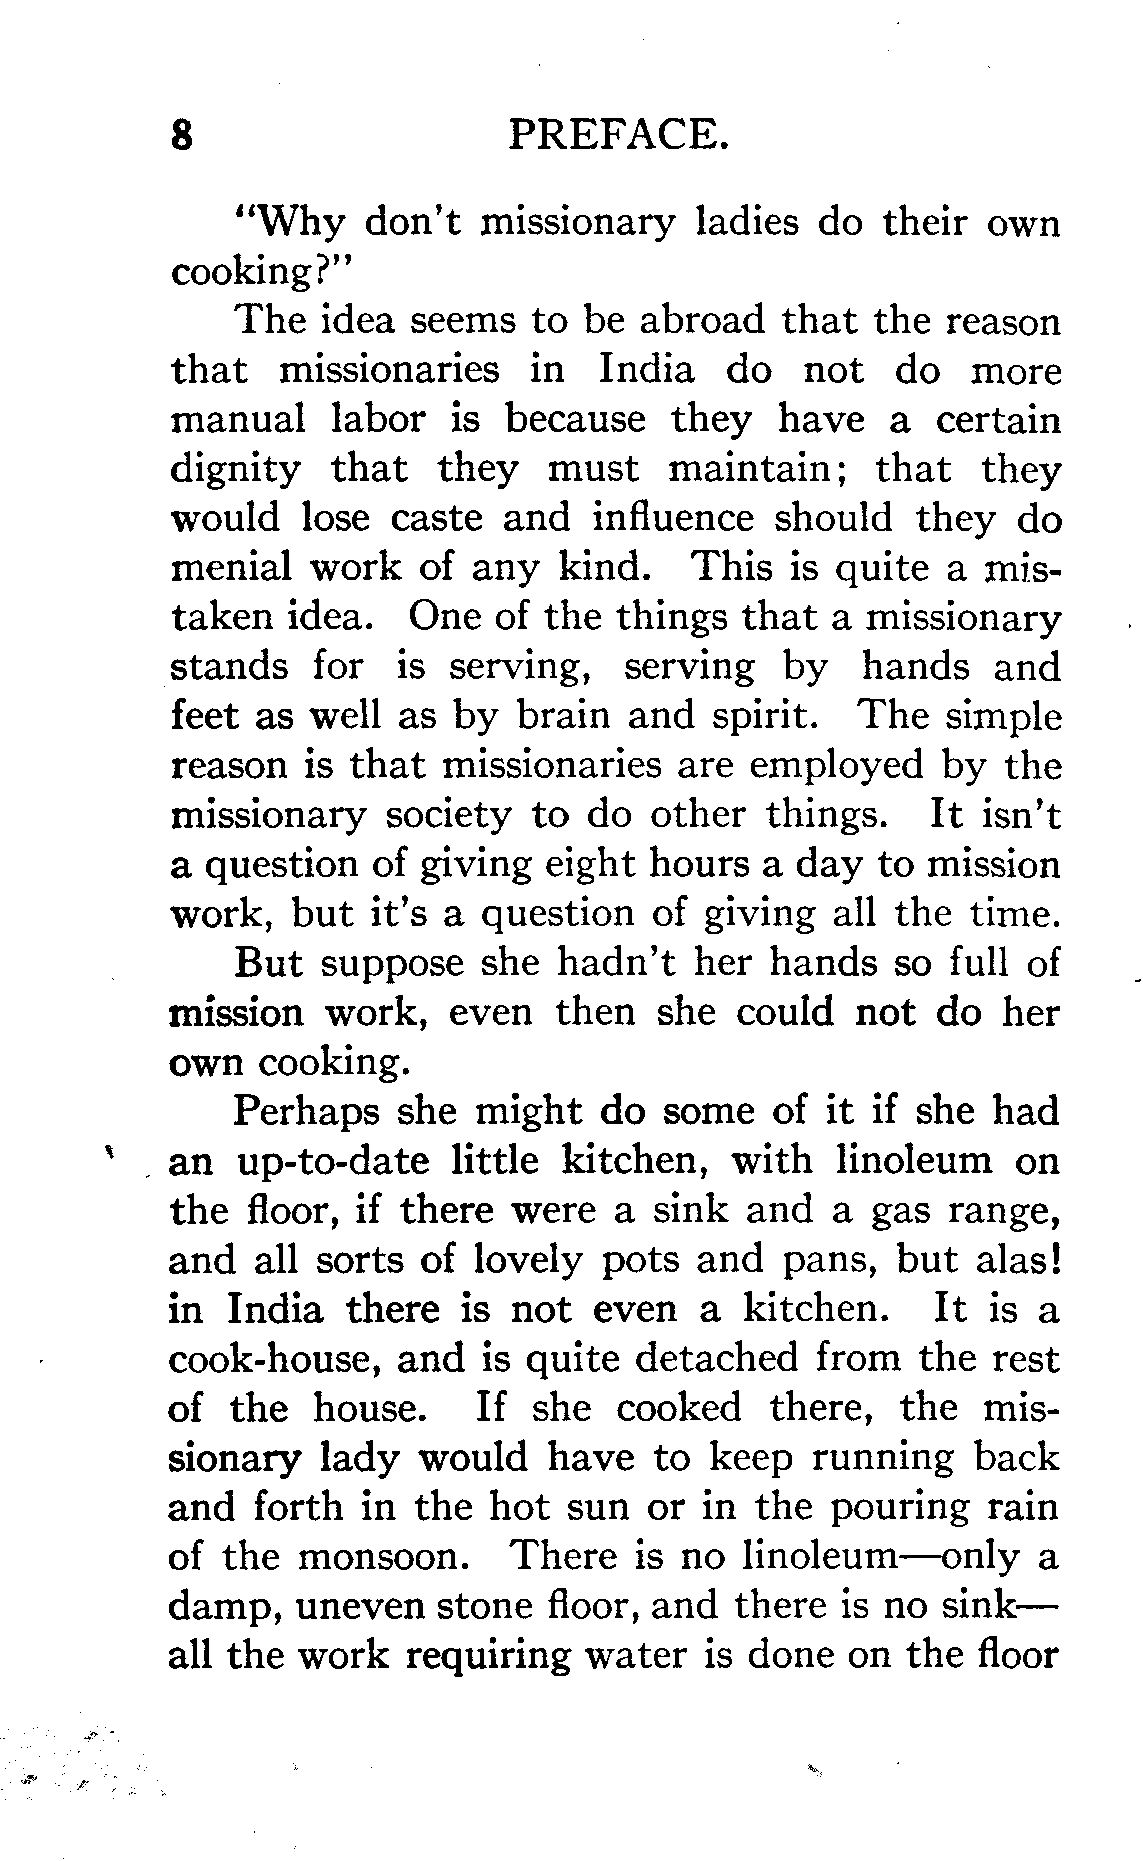 8 PREFACE.
"Why don't missionary ladies do their own
cooking?"
The idea seems to be abroad that the reason
that missionaries in India do not do more
manual labor is because they have a certain
dignity that they must maintain; that they
would lose caste and influence should they do
menial work of any kind. This is quite a mis-
taken idea. One of the things that a missionary
stands for is serving, serving by hands and
feet as well as by brain and spirit. The simple
reason is that missionaries are employed by the
missionary society to do other things. It isn't
a question of giving eight hours a day to mission
work, but it's a question of giving all the time.
But suppose she hadn't her hands so full of
mission work, even then she could not do her
own cooking.
Perhaps she might do some of it if she had
an up-to-date little kitchen, with linoleum on
the floor, if there were a sink and a gas range,
and all sorts of lovely pots and pans, but alas!
in India there is not even a kitchen. It is a
cook-house, and is quite detached from the rest
of the house. If she cooked there, the mis-
sionary lady would have to keep running back
and forth in the hot sun or in the pouring rain
of the monsoon. There is no linoleum—only a
damp, uneven stone floor, and there is no sink—
all the work requiring water is done on the floor